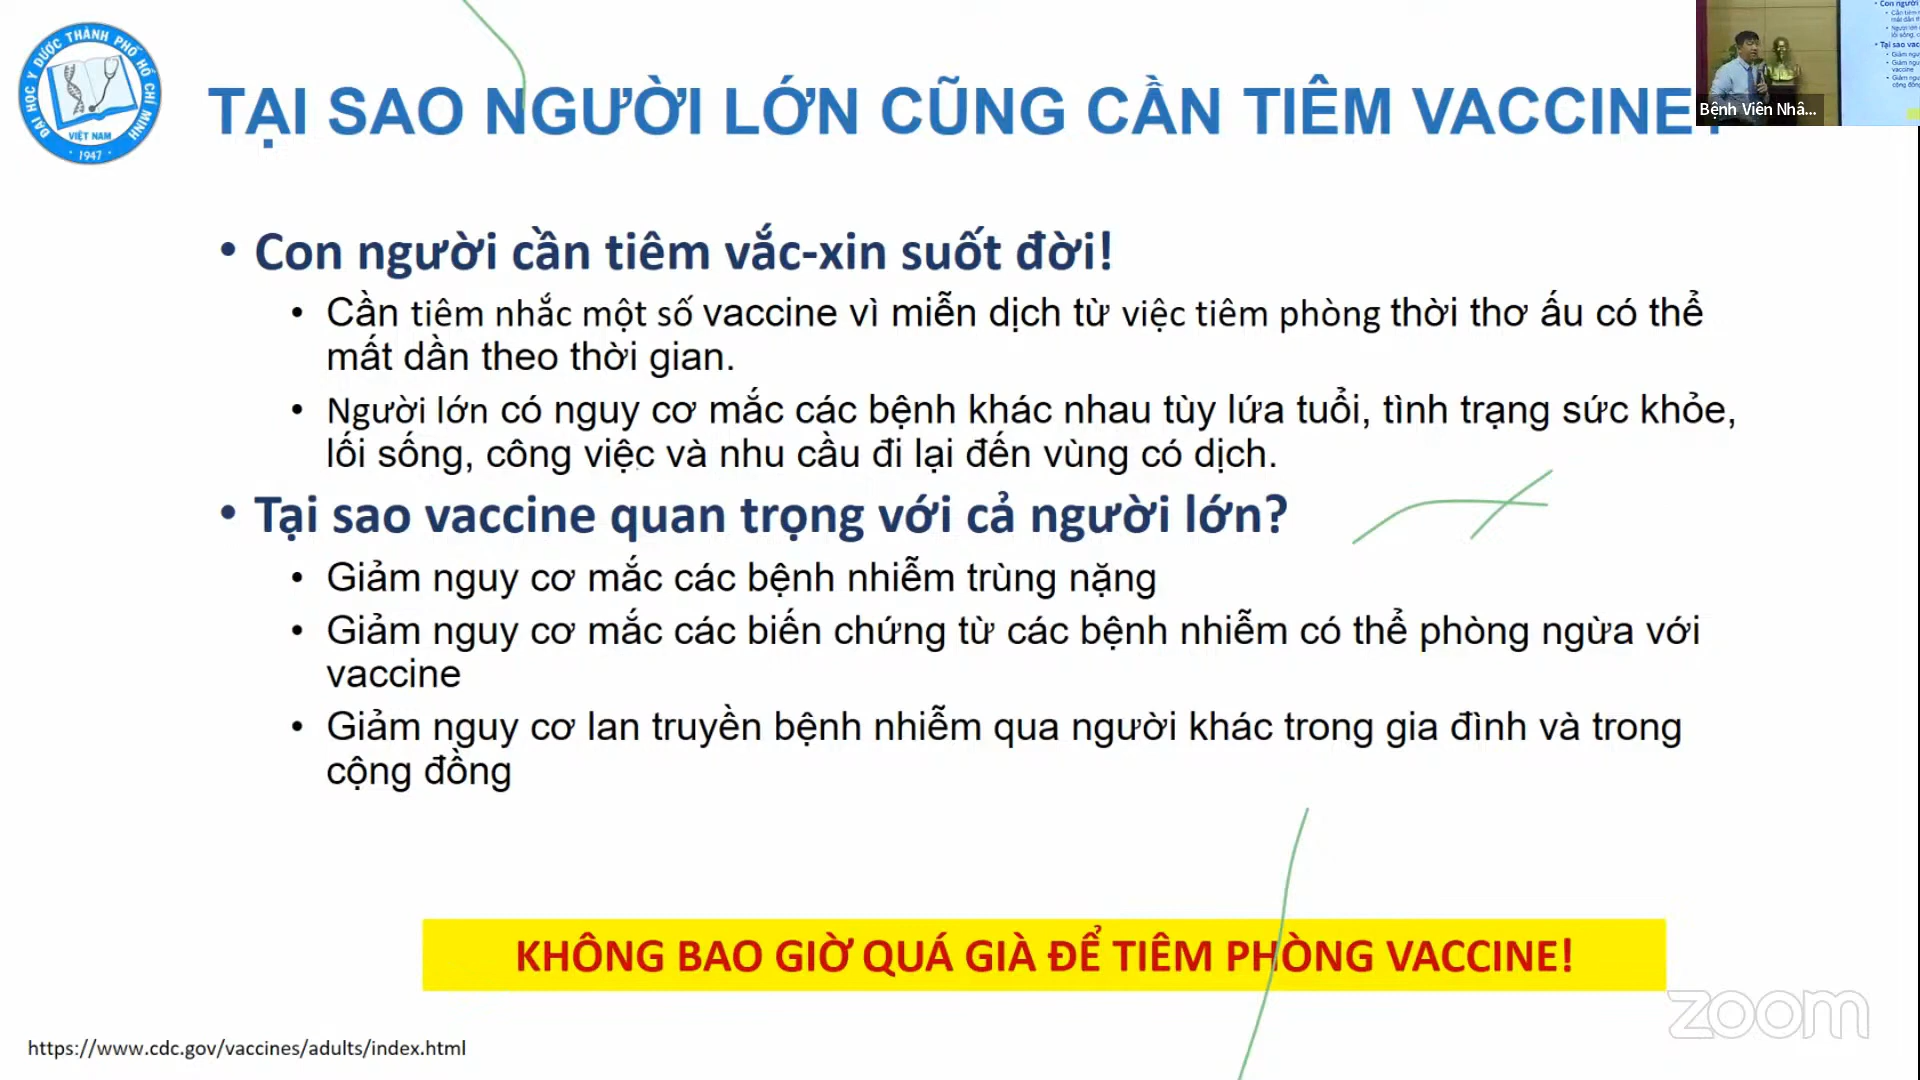 ĐẠI HỌC Y DƯỢC THÀNH PHỐ HỒ CHÍ MINH
VIỆT NAM
1947
TẠI SAO NGƯỜI LỚN CŨNG CẦN TIÊM VACCINE?
Bệnh Viên Nhâ...
• Con người cần tiêm vắc-xin suốt đời!
• Cần tiêm nhắc một số vaccine vì miễn dịch từ việc tiêm phòng thời thơ ấu có thể
mất dần theo thời gian.
• Người lớn có nguy cơ mắc các bệnh khác nhau tùy lứa tuổi, tình trạng sức khỏe,
lối sống, công việc và nhu cầu đi lại đến vùng có dịch.
• Tại sao vaccine quan trọng với cả người lớn?
• Giảm nguy cơ mắc các bệnh nhiễm trùng nặng
• Giảm nguy cơ mắc các biến chứng từ các bệnh nhiễm có thể phòng ngừa với
vaccine
• Giảm nguy cơ lan truyền bệnh nhiễm qua người khác trong gia đình và trong
cộng đồng
KHÔNG BAO GIỜ QUÁ GIÀ ĐỂ TIÊM PHÒNG VACCINE!
zoom
https://www.cdc.gov/vaccines/adults/index.html